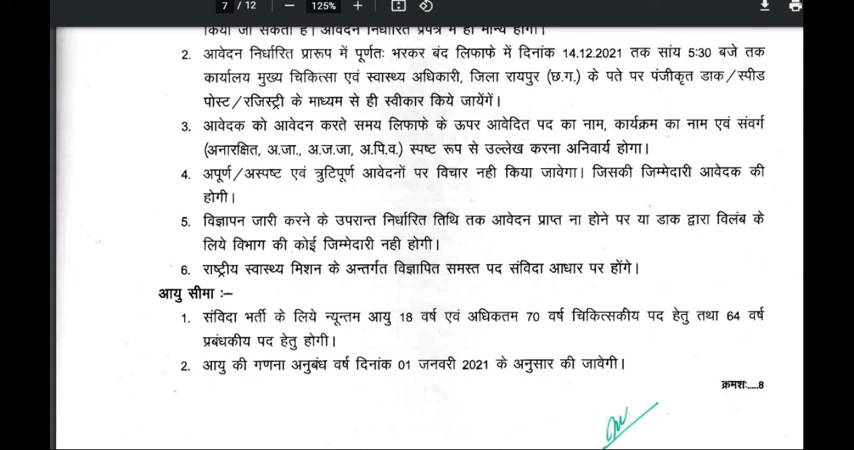 7 / 12 125%
किया जा सकता है। आवेदन निर्धारित प्रपत्र में ही मान्य होगा।
2. आवेदन निर्धारित प्रारूप में पूर्णतः भरकर बंद लिफाफे में दिनांक 14.12.2021 तक सांय 5:30 बजे तक
कार्यालय मुख्य चिकित्सा एवं स्वास्थ्य अधिकारी, जिला रायपुर (छ.ग.) के पते पर पंजीकृत डाक/स्पीड
पोस्ट/रजिस्ट्री के माध्यम से ही स्वीकार किये जायेंगें।
3. आवेदक को आवेदन करते समय लिफाफे के ऊपर आवेदित पद का नाम, कार्यक्रम का नाम एवं संवर्ग
(अनारक्षित, अ.जा., अ.ज.जा, अ.पि.व.) स्पष्ट रूप से उल्लेख करना अनिवार्य होगा।
4. अपूर्ण/अस्पष्ट एवं त्रुटिपूर्ण आवेदनों पर विचार नही किया जावेगा। जिसकी जिम्मेदारी आवेदक की
होगी।
5. विज्ञापन जारी करने के उपरान्त निर्धारित तिथि तक आवेदन प्राप्त ना होने पर या डाक द्वारा विलंब के
लिये विभाग की कोई जिम्मेदारी नही होगी।
6. राष्ट्रीय स्वास्थ्य मिशन के अन्तर्गत विज्ञापित समस्त पद संविदा आधार पर होंगे।
आयु सीमा :–
1. संविदा भर्ती के लिये न्यूनतम आयु 18 वर्ष एवं अधिकतम 70 वर्ष चिकित्सकीय पद हेतु तथा 64 वर्ष
प्रबंधकीय पद हेतु होगी।
2. आयु की गणना अनुबंध वर्ष दिनांक 01 जनवरी 2021 के अनुसार की जावेगी।
क्रमशः.....8